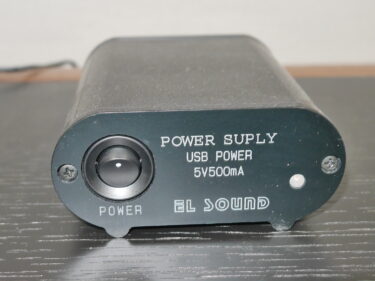 POWER SUPLY
USB POWER
5V500mA
POWER
EL SOUND